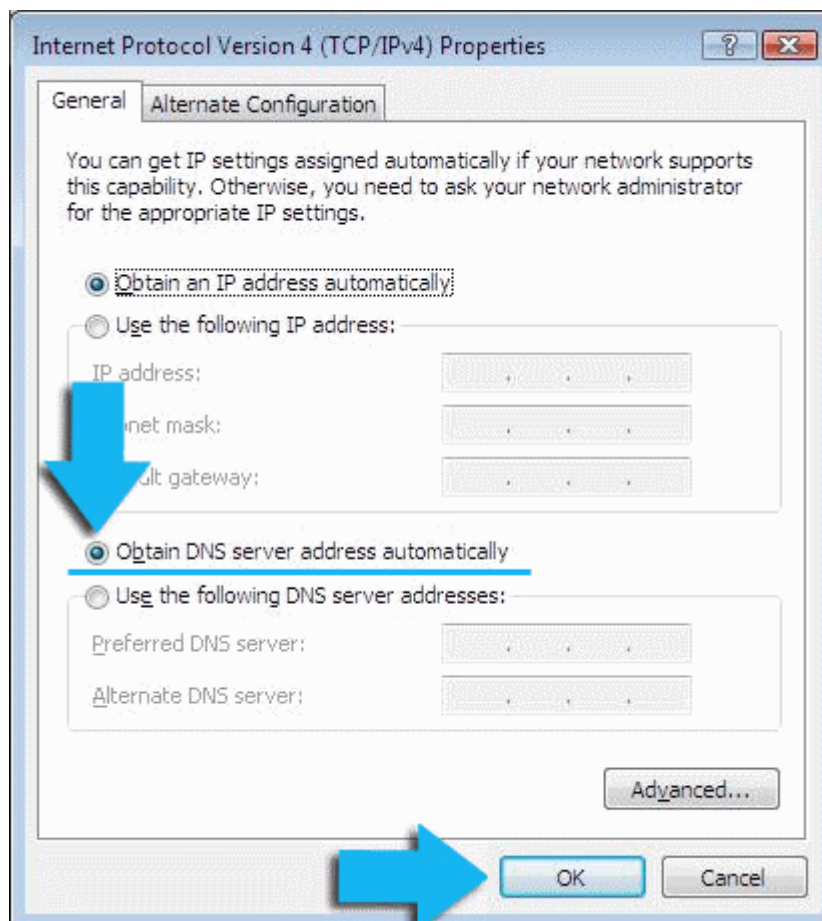 Internet Protocol Version 4 (TCP/IPv4) Properties
General
Alternate Configuration
You can get IP settings assigned automatically if your network supports
this capability. Otherwise, you need to ask your network administrator
for the appropriate IP settings.
Obtain an IP address automatically
Use the following IP address:
IP address:
mask:
gateway:
Obtain DNS server address automatically
Use the following DNS server addresses:
Preferred DNS server:
Alternate DNS server:
Advanced...
OK
Cancel